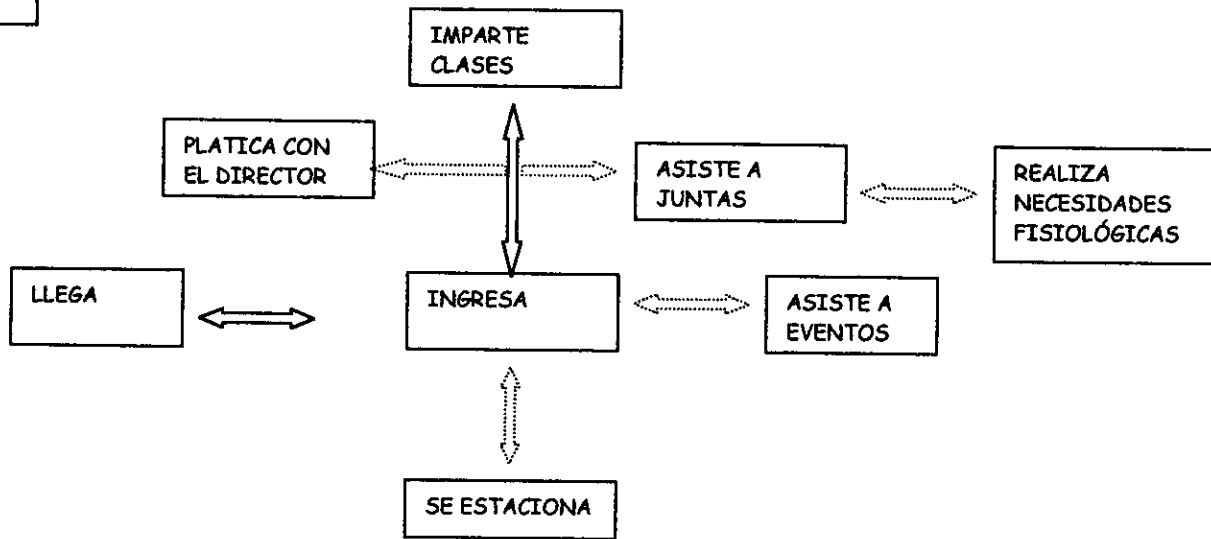 IMPARTE
CLASES
PLATICA CON
EL DIRECTOR
ASISTE A
JUNTAS
REALIZA
NECESIDADES
FISIOLÓGICAS
LLEGA
INGRESA
ASISTE A
EVENTOS
SE ESTACIONA